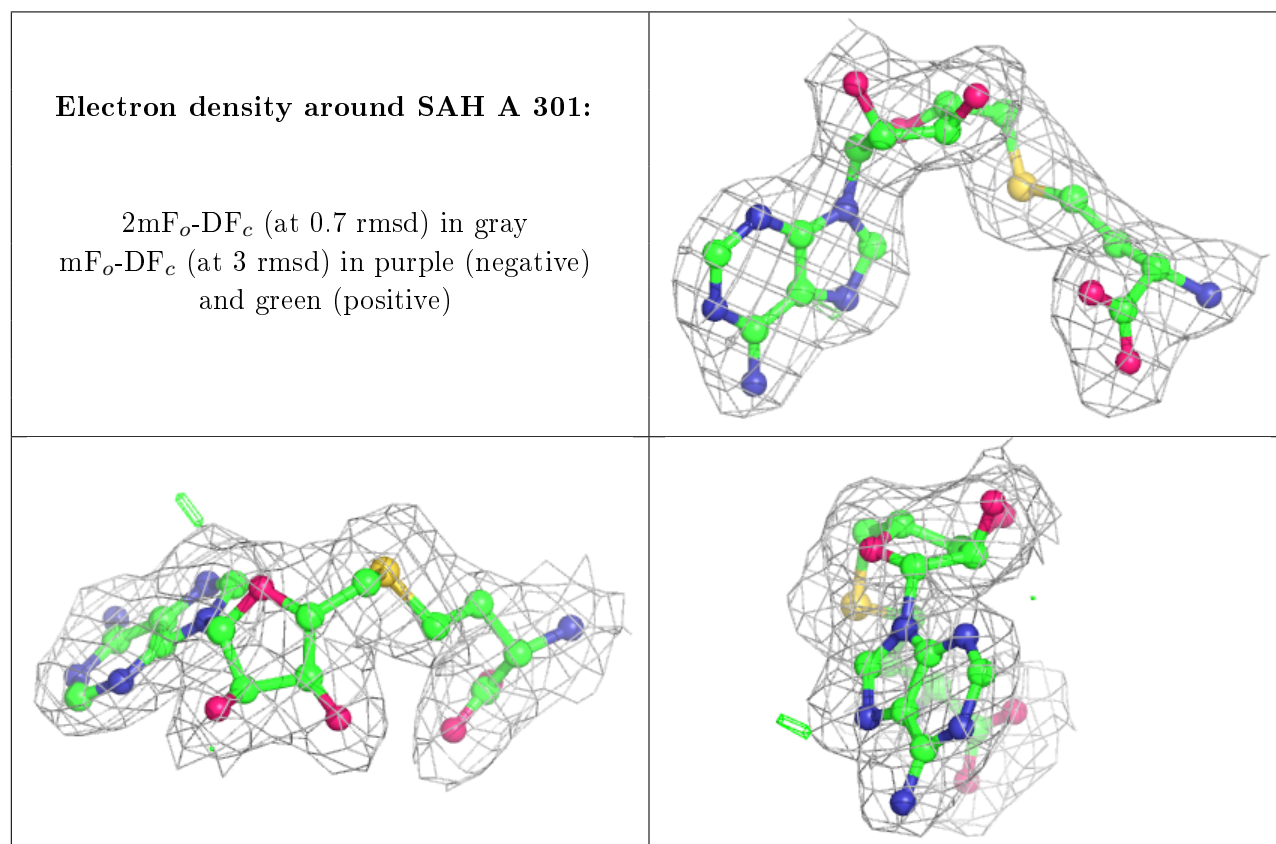 Electron density around SAH A 301:
2mFₒ-DF𝒸 (at 0.7 rmsd) in gray
mFₒ-DF𝒸 (at 3 rmsd) in purple (negative)
and green (positive)